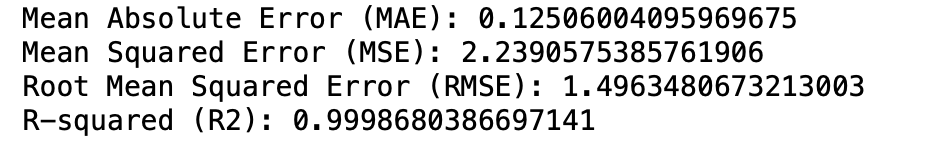 Mean Absolute Error (MAE): 0.12506004095969675
Mean Squared Error (MSE): 2.2390575385761906
Root Mean Squared Error (RMSE): 1.4963480673213003
R-squared (R2): 0.9998680386697141